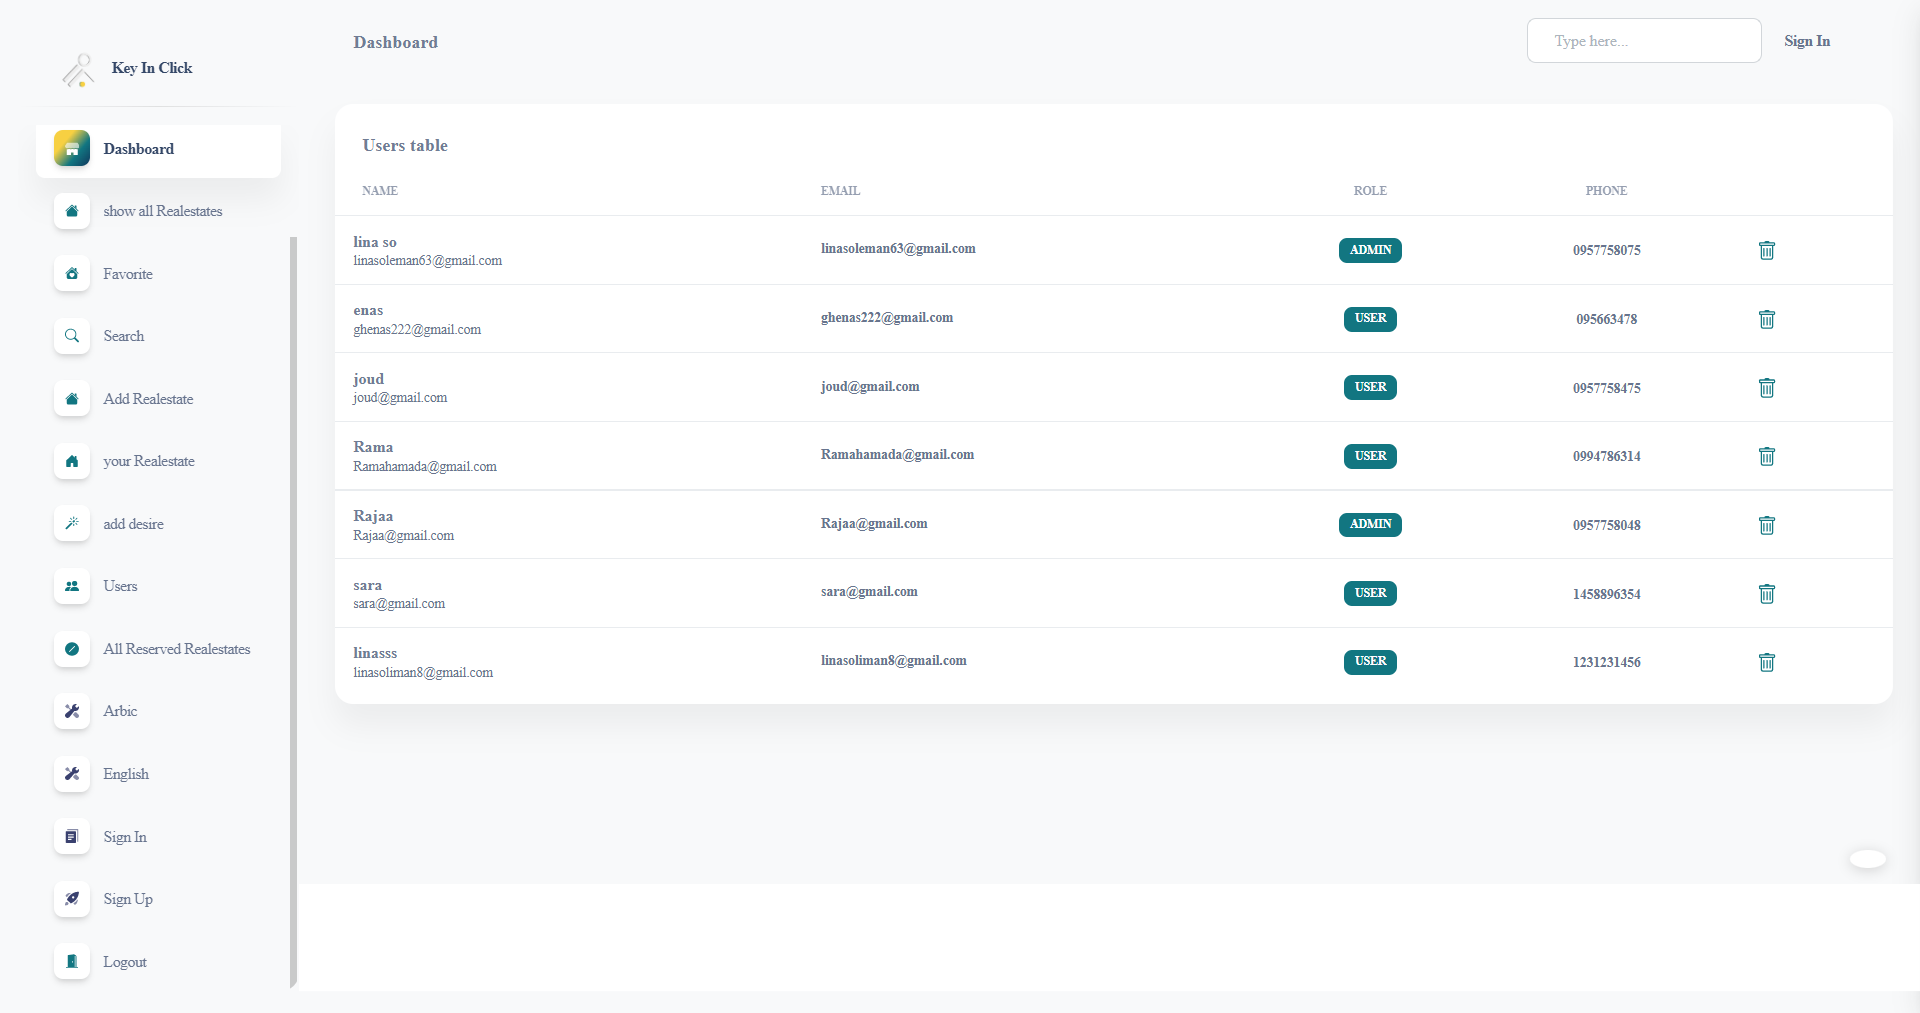 Key In Click
Dashboard
show all Realestates
Favorite
Search
Add Realestate
your Realestate
add desire
Users
All Reserved Realestates
Arbic
English
Sign In
Sign Up
Logout
Dashboard
Type here...
Sign In
Users table
NAME EMAIL ROLE PHONE
lina so
linasoleman63@gmail.com linasoleman63@gmail.com ADMIN 0957758075
enas
ghenas222@gmail.com ghenas222@gmail.com USER 095663478
joud
joud@gmail.com joud@gmail.com USER 0957758475
Rama
Ramahamada@gmail.com Ramahamada@gmail.com USER 0994786314
Rajaa
Rajaa@gmail.com Rajaa@gmail.com ADMIN 0957758048
sara
sara@gmail.com sara@gmail.com USER 1458896354
linasss
linasoliman8@gmail.com linasoliman8@gmail.com USER 1231231456